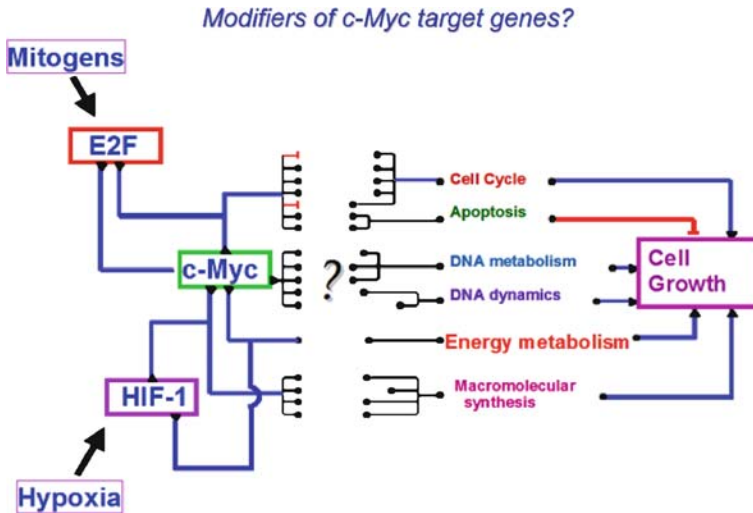 Modifiers of c-Myc target genes?
Mitogens
E2F
Cell Cycle
Apoptosis
c-Myc
?
DNA metabolism
DNA dynamics
Cell
Growth
Energy metabolism
HIF-1
Macromolecular
synthesis
Hypoxia